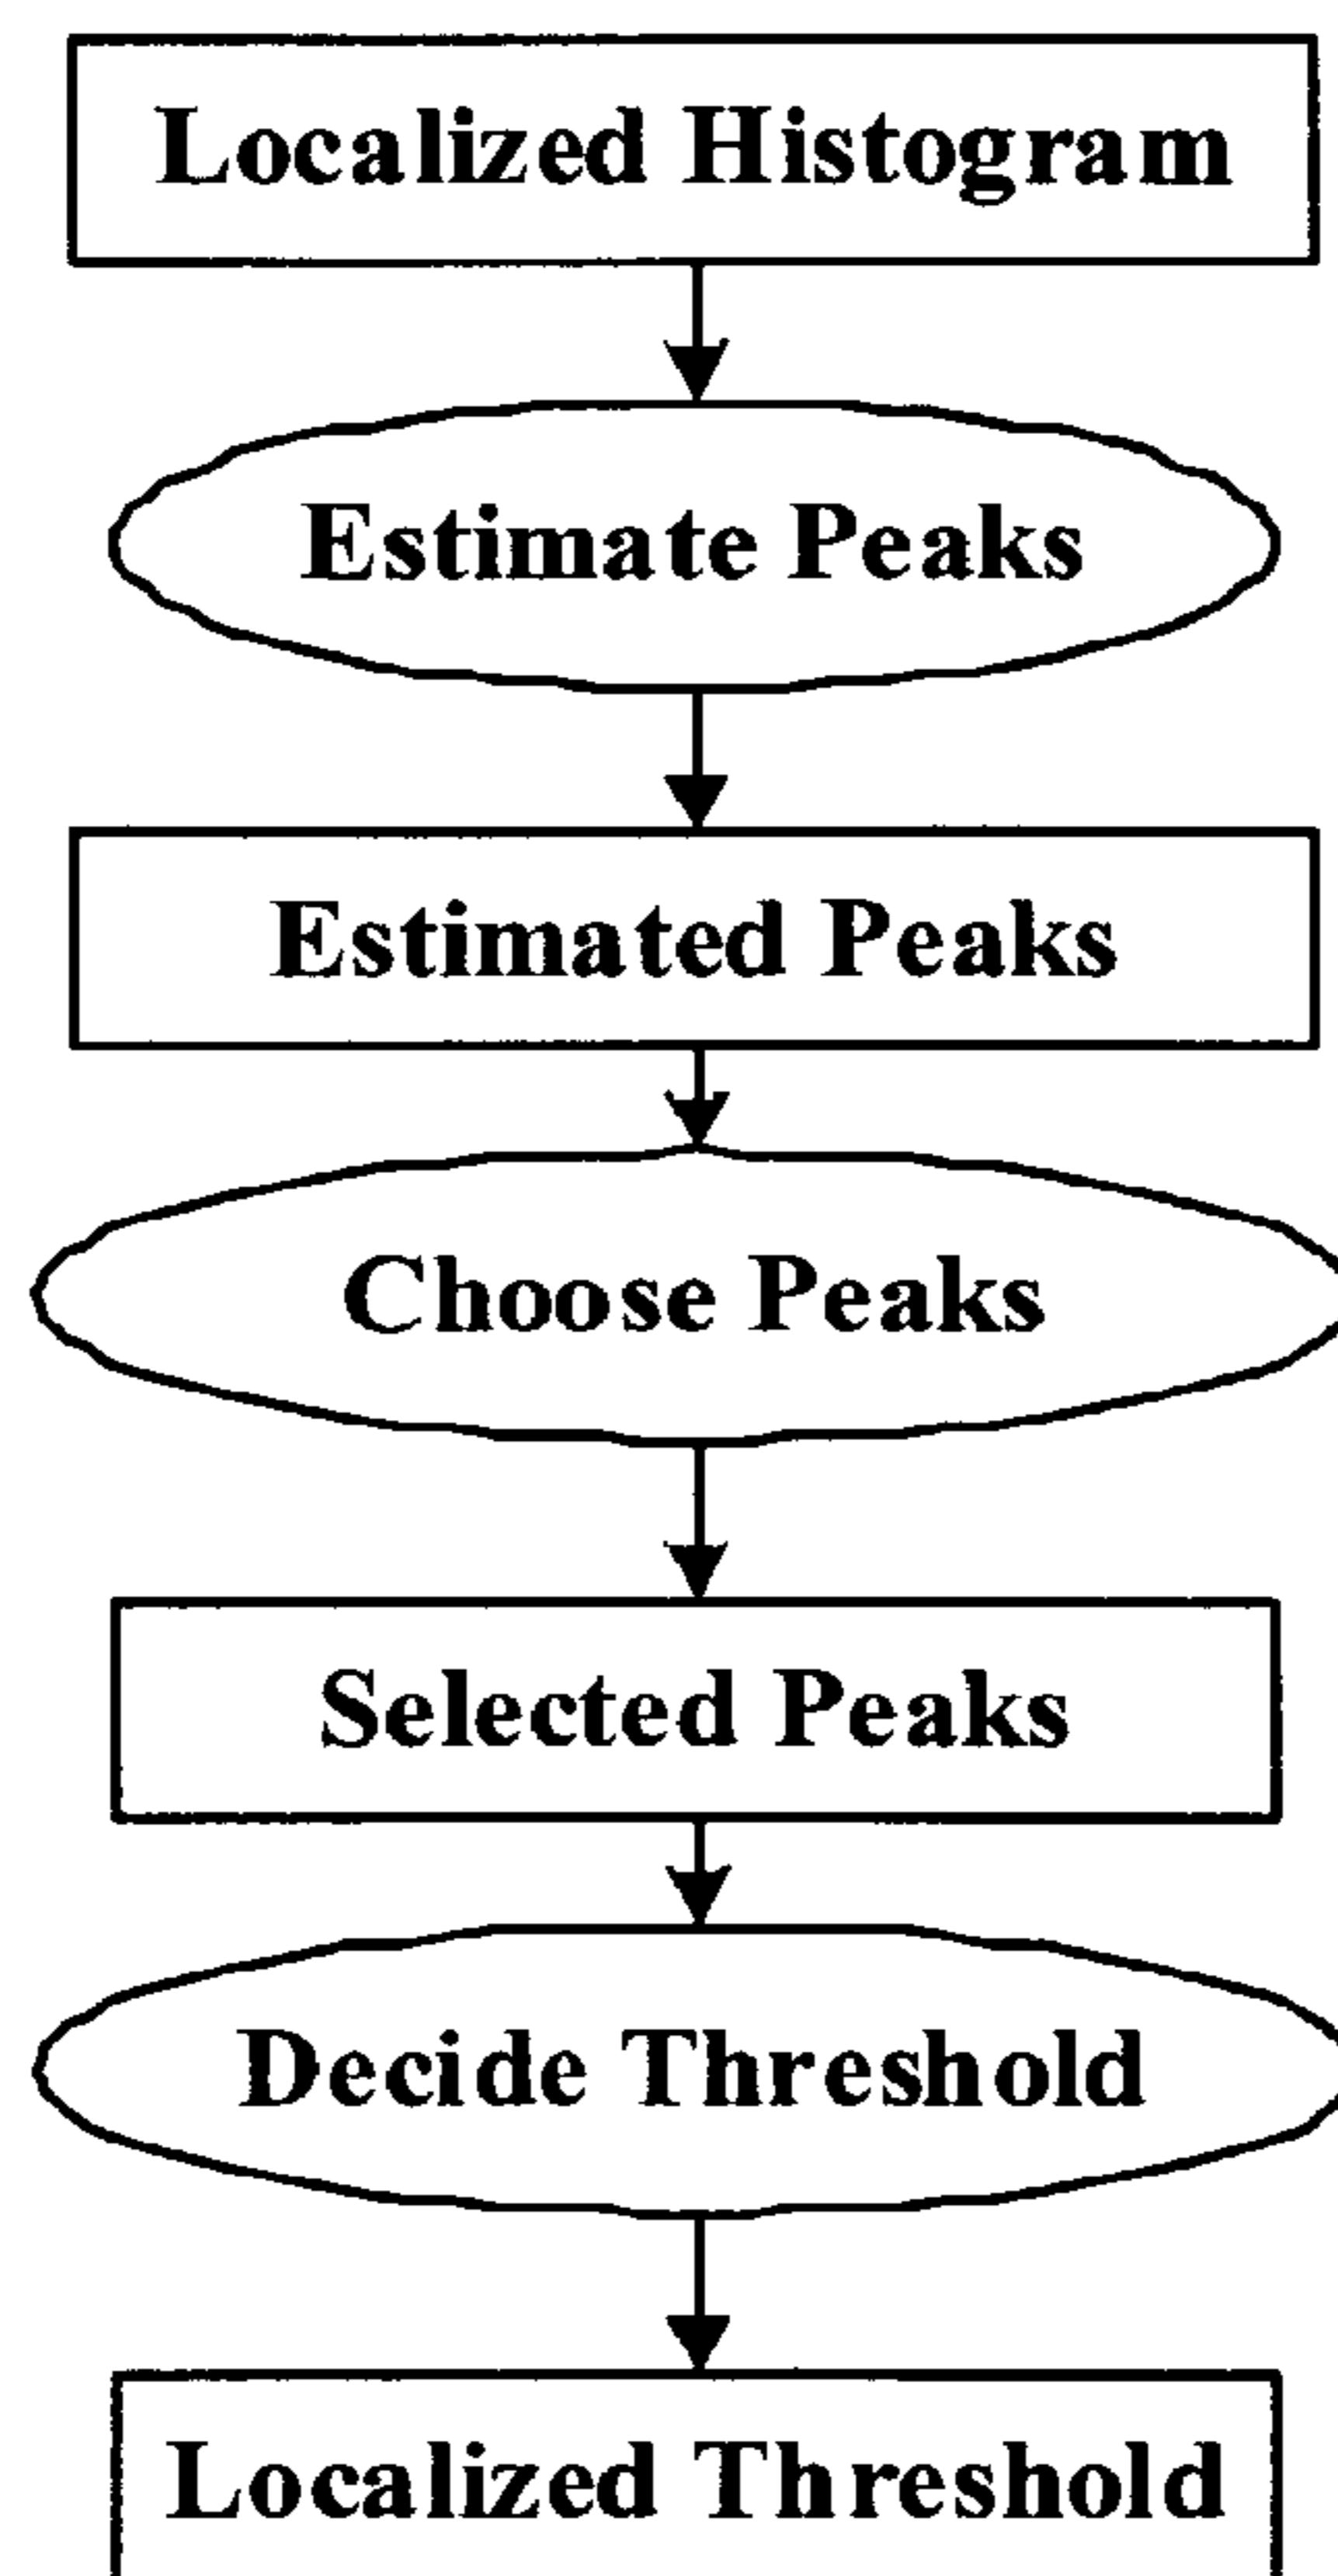 Localized Histogram
Estimate Peaks
Estimated Peaks
Choose Peaks
Selected Peaks
Decide Threshold
Localized Threshold